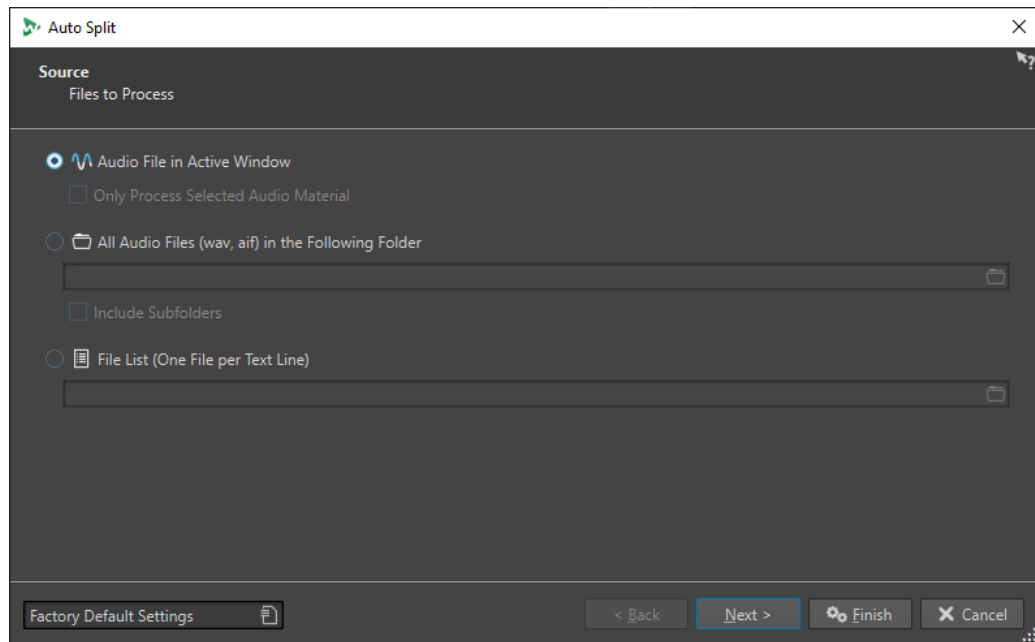 Auto Split
Source
Files to Process
Audio File in Active Window
Only Process Selected Audio Material
All Audio Files (wav, aif) in the Following Folder
Include Subfolders
File List (One File per Text Line)
Factory Default Settings
< Back
Next >
Finish
Cancel